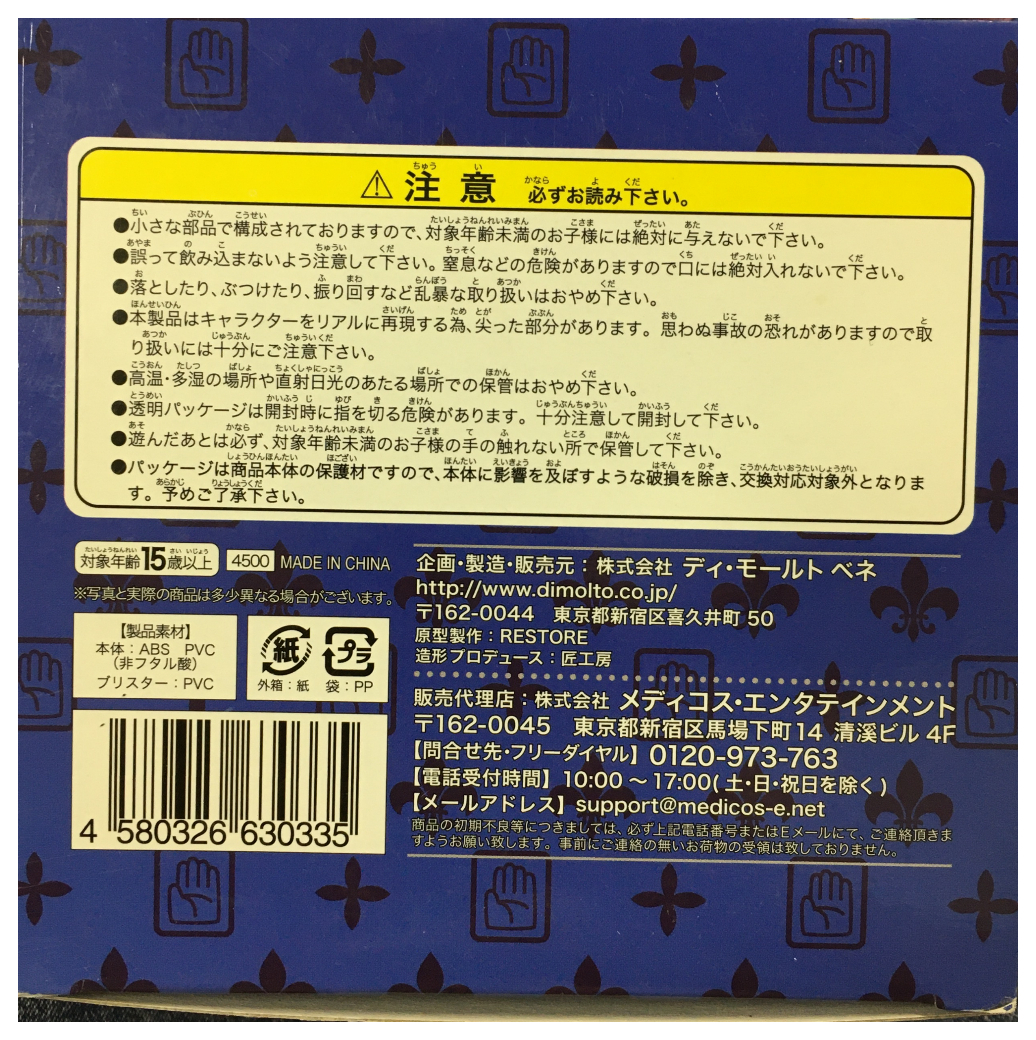 ⚠ 注意 必ずお読み下さい。
●小さな部品で構成されておりますので、対象年齢未満のお子様には絶対に与えないで下さい。
●誤って飲み込まないよう注意して下さい。窒息などの危険がありますので口には絶対入れないで下さい。
●落としたり、ぶつけたり、振り回すなど乱暴な取り扱いはおやめ下さい。
●本製品はキャラクターをリアルに再現する為、尖った部分があります。思わぬ事故の恐れがありますので取
り扱いには十分にご注意下さい。
●高温・多湿の場所や直射日光のあたる場所での保管はおやめ下さい。
●透明パッケージは開封時に指を切る危険があります。十分注意して開封して下さい。
●遊んだあとは必ず、対象年齢未満のお子様の手の触れない所で保管して下さい。
●パッケージは商品本体の保護材ですので、本体に影響を及ぼすような破損を除き、交換対応対象外となりま
す。予めご了承下さい。
対象年齢15歳以上 4500 MADE IN CHINA
※写真と実際の商品は多少異なる場合がございます。
【製品素材】
本体：ABS PVC
（非フタル酸）
ブリスター：PVC
紙 プラ
外箱：紙 袋：PP
4 580326 630335
企画・製造・販売元：株式会社 ディ・モールト ベネ
http://www.dimolto.co.jp/
〒162-0044 東京都新宿区喜久井町 50
原型製作：RESTORE
造形プロデュース：匠工房
販売代理店：株式会社 メディコス・エンタテインメント
〒162-0045 東京都新宿区馬場下町14 清溪ビル 4F
【問合せ先・フリーダイヤル】0120-973-763
【電話受付時間】10:00 ～ 17:00( 土・日・祝日を除く )
【メールアドレス】support@medicos-e.net
商品の初期不良等につきましては、必ず上記電話番号またはEメールにて、ご連絡頂きま
すようお願い致します。事前にご連絡の無いお荷物の受領は致しておりません。